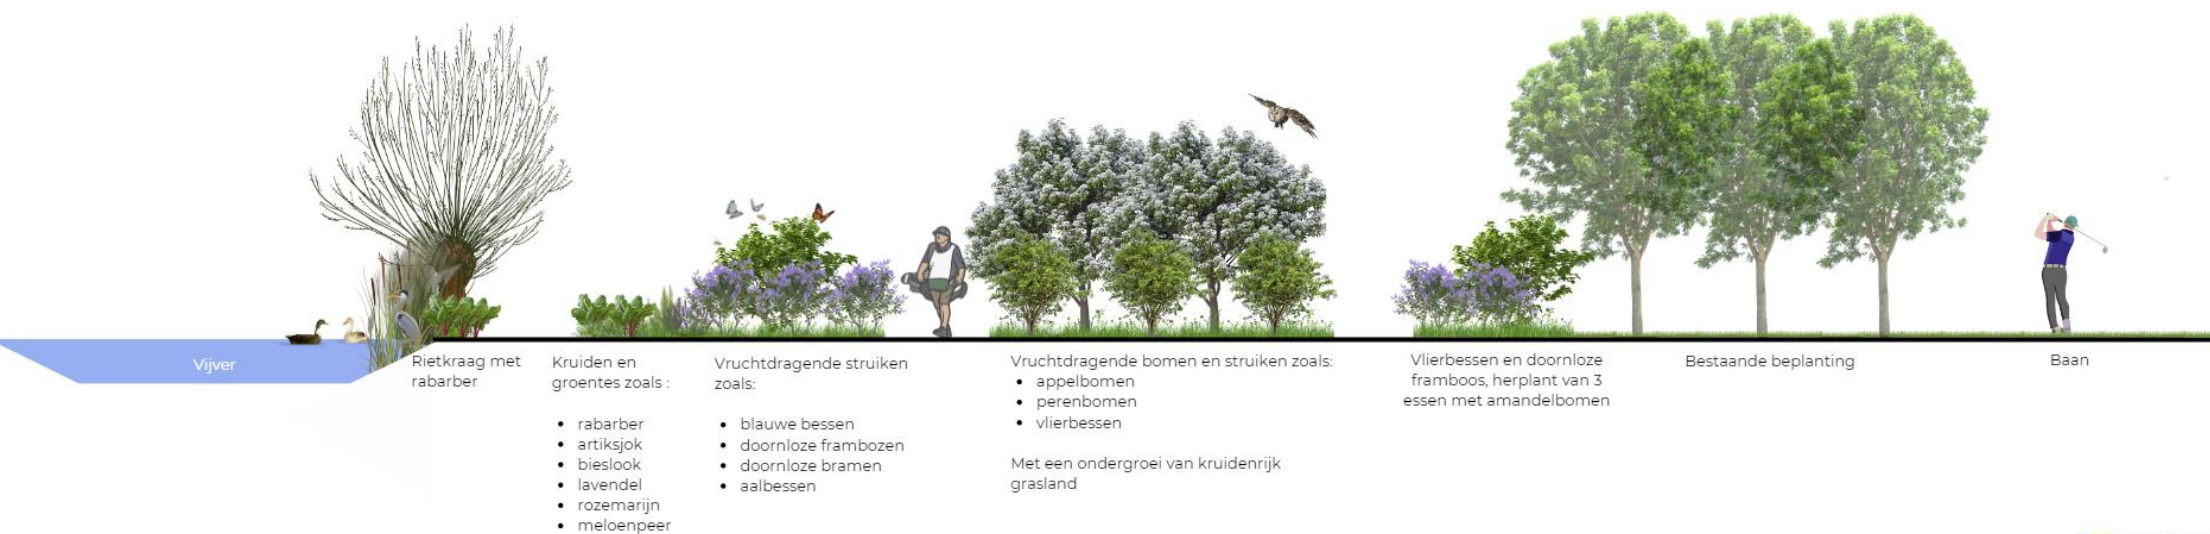 Vijver
Rietkraag met
rabarber
Kruiden en
groentes zoals :
• rabarber
• artiksjok
• bieslook
• lavendel
• rozemarijn
• meloenpeer
Vruchtdragende struiken
zoals:
• blauwe bessen
• doornloze frambozen
• doornloze bramen
• aalbessen
Vruchtdragende bomen en struiken zoals:
• appelbomen
• perenbomen
• vlierbessen
Met een ondergroei van kruidenrijk
grasland
Vlierbessen en doornloze
framboos, herplant van 3
essen met amandelbomen
Bestaande beplanting
Baan